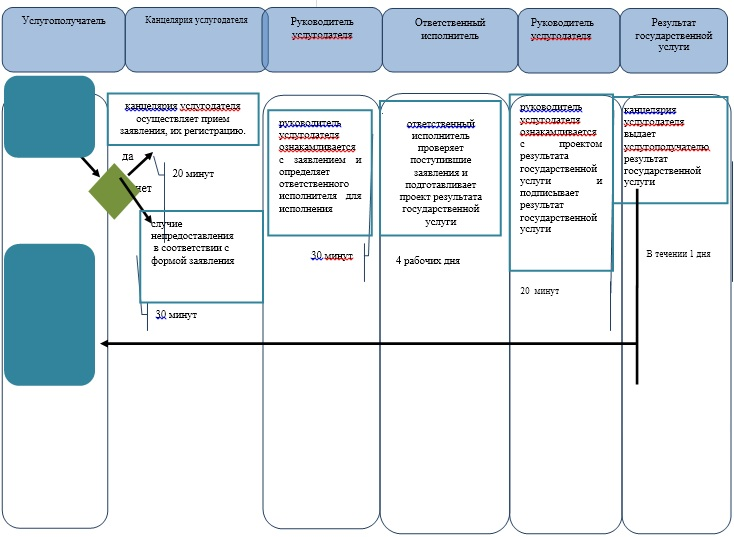 Услугополучатель
Канцелярия услугодателя
Руководитель
услугодателя
Ответственный
исполнитель
Руководитель
услугодателя
Результат
государственной
услуги
канцелярия услугодателя
осуществляет прием
заявления, их регистрацию.
да
нет
20 минут
случие
непредоставления
в соответствии с
формой заявления
30 минут
руководитель
услугодателя
ознакамливается
с заявлением и
определяет
ответственного
исполнителя для
исполнения
30 минут
ответственный
исполнитель
проверяет
поступившие
заявления и
подготавливает
проект результата
государственной
услуги
4 рабочих дня
руководитель
услугодателя
ознакамливается
с проектом
результата
государственной
услуги и
подписывает
результат
государственной
услуги
20 минут
канцелярия
услугодателя
выдает
услугополучателю
результат
государственной
услуги
В течении 1 дня